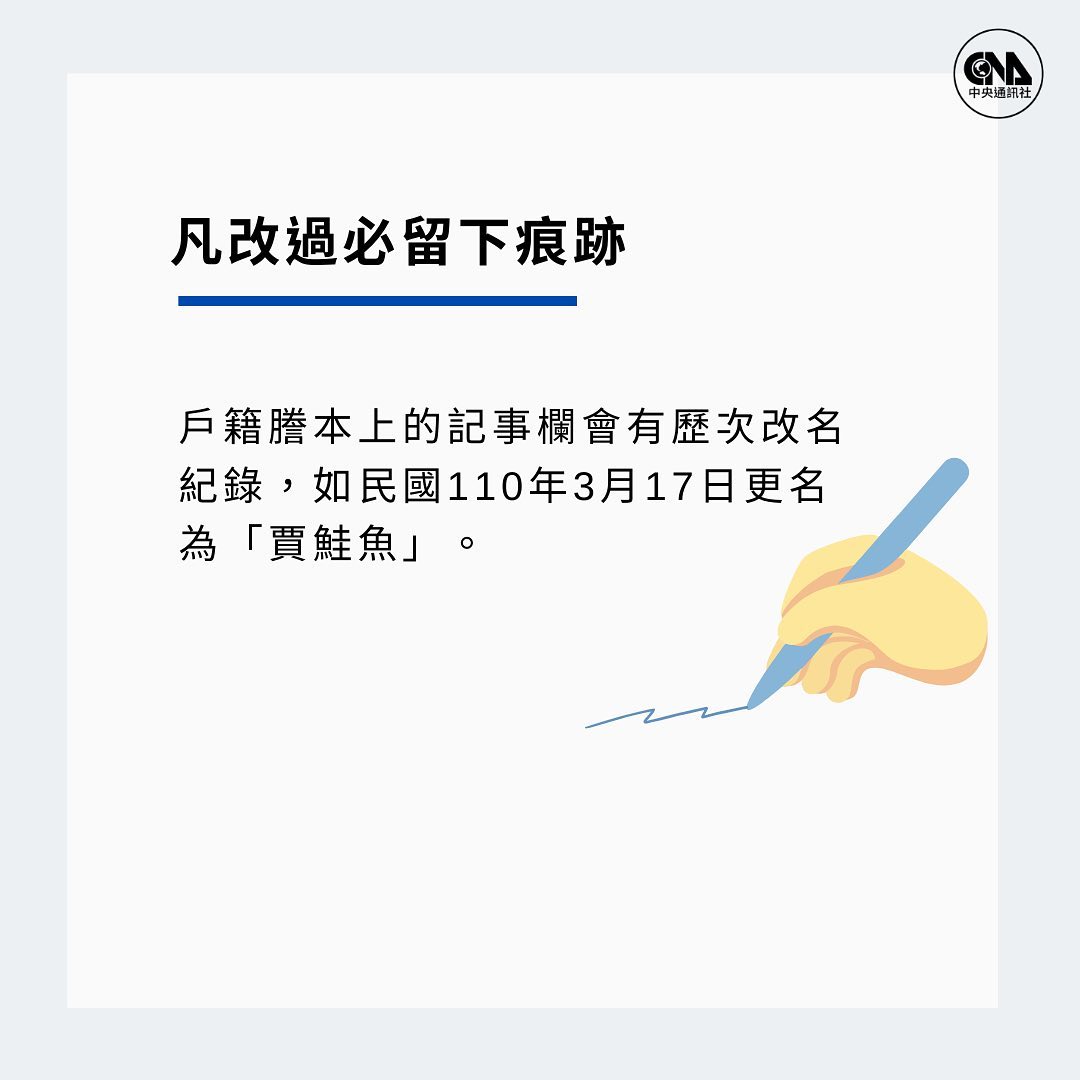 CNA
中央通訊社
凡改過必留下痕跡
戶籍謄本上的記事欄會有歷次改名
紀錄，如民國110年3月17日更名
為「賈鮭魚」。